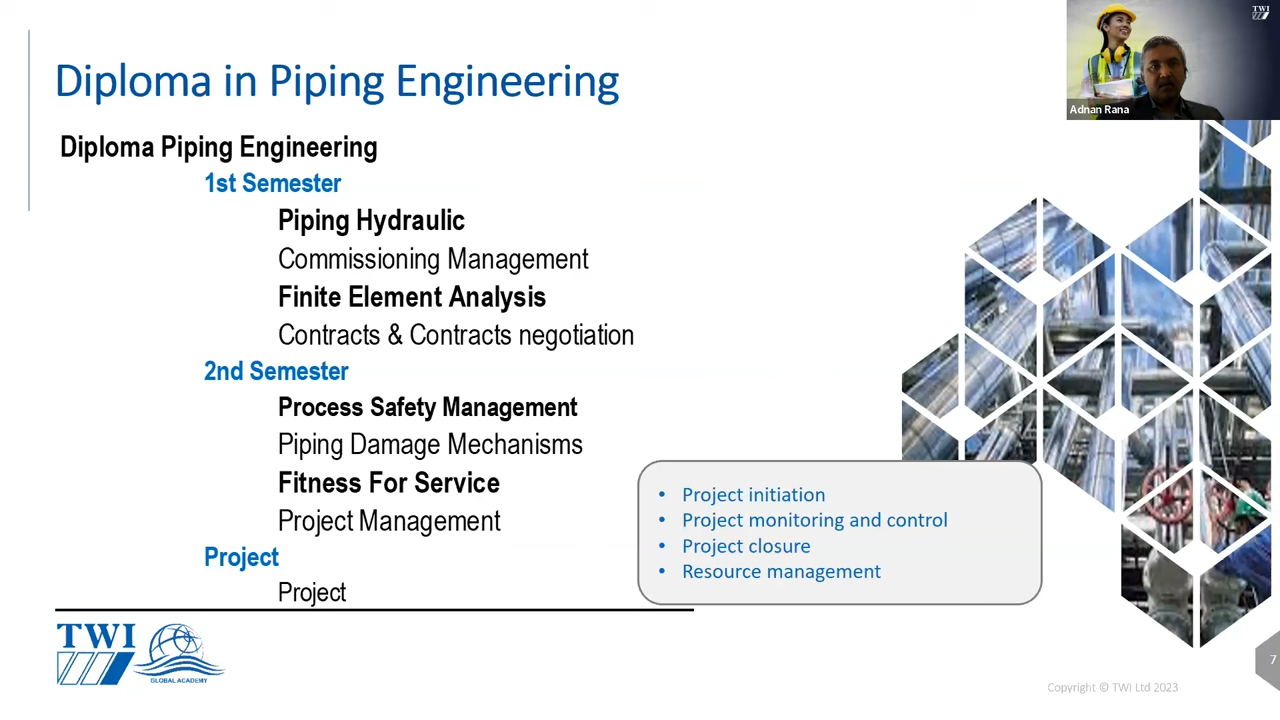 Diploma in Piping Engineering
TWI
Adnan Rana
Diploma Piping Engineering
1st Semester
Piping Hydraulic
Commissioning Management
Finite Element Analysis
Contracts & Contracts negotiation
2nd Semester
Process Safety Management
Piping Damage Mechanisms
Fitness For Service
Project Management
Project
Project
• Project initiation
• Project monitoring and control
• Project closure
• Resource management
TWI
GLOBAL ACADEMY
7
Copyright © TWI Ltd 2023